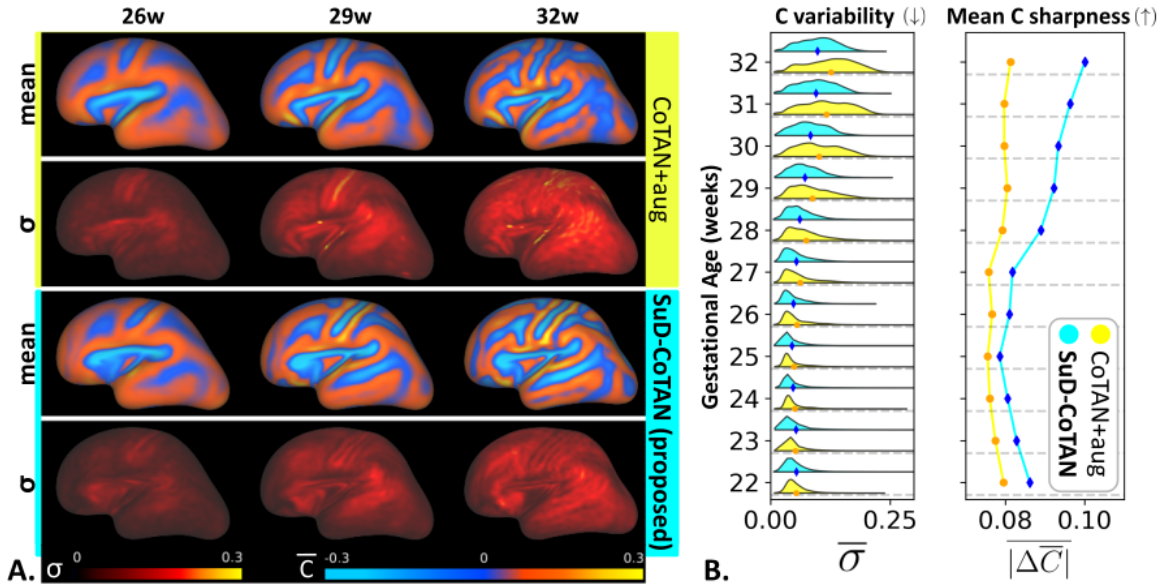 26w 29w 32w
mean
σ
CoTAN+aug
mean
σ
SuD-CoTAN (proposed)
A.
σ 0 0.3
C -0.3 0 0.3
C variability (↓)
Gestational Age (weeks)
32
31
30
29
28
27
26
25
24
23
22
0.00 0.25
σ
B.
Mean C sharpness (↑)
CoTAN+aug
SuD-CoTAN
0.08 0.10
|ΔC|